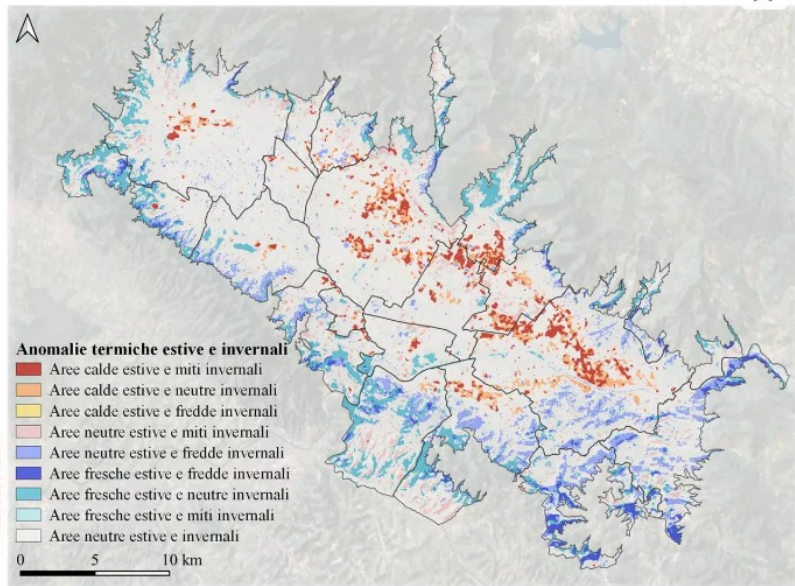 Anomalie termiche estive e invernali
Aree calde estive e miti invernali
Aree calde estive e neutre invernali
Aree calde estive e fredde invernali
Aree neutre estive e miti invernali
Aree neutre estive e fredde invernali
Aree fresche estive e fredde invernali
Aree fresche estive e neutre invernali
Aree fresche estive e miti invernali
Aree neutre estive e invernali
0 5 10 km